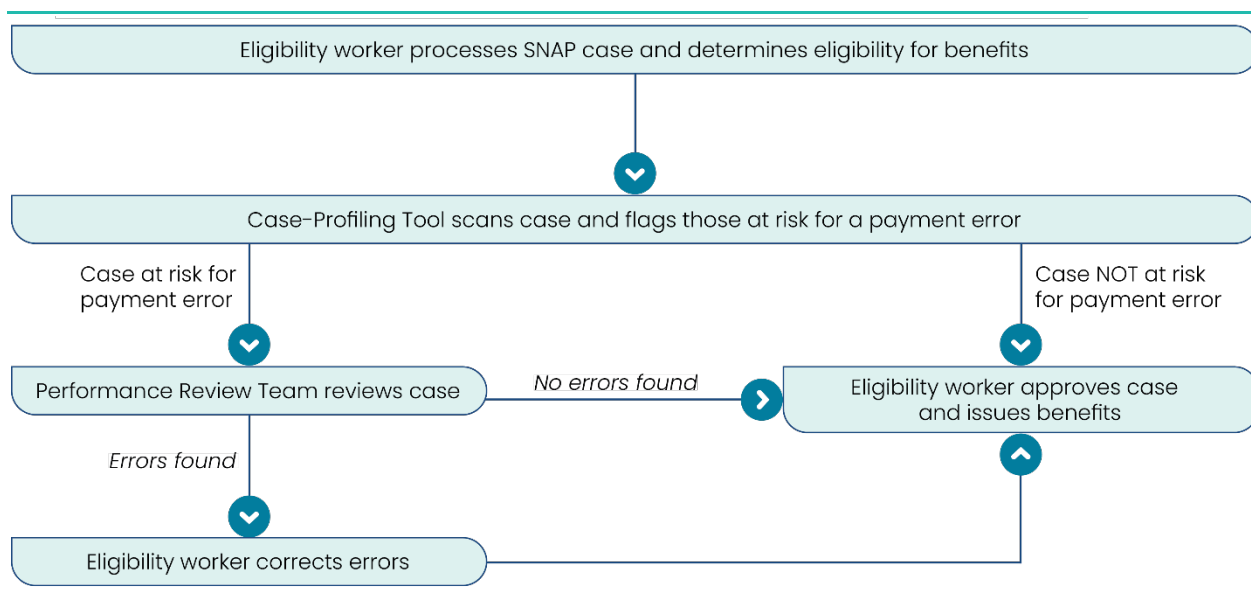 Eligibility worker processes SNAP case and determines eligibility for benefits
Case-Profiling Tool scans case and flags those at risk for a payment error
Case at risk for
payment error
Case NOT at risk
for payment error
Performance Review Team reviews case
No errors found
Eligibility worker approves case
and issues benefits
Errors found
Eligibility worker corrects errors